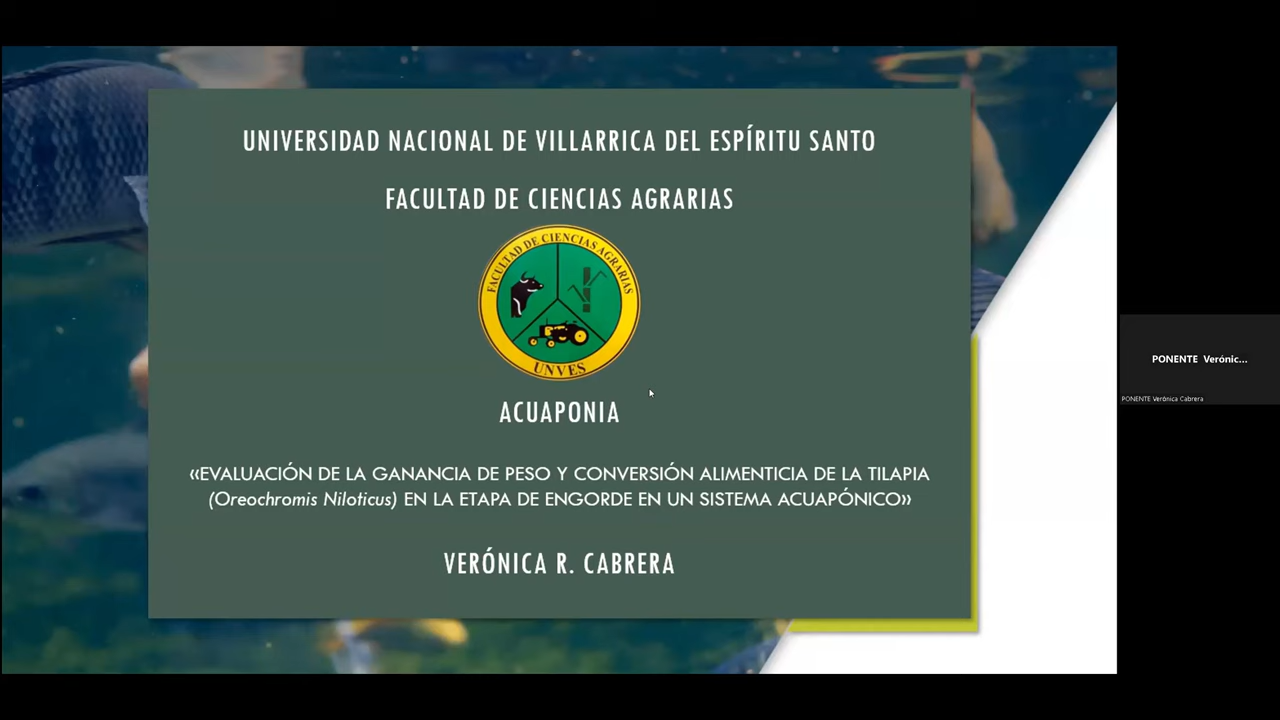 UNIVERSIDAD NACIONAL DE VILLARRICA DEL ESPÍRITU SANTO
FACULTAD DE CIENCIAS AGRARIAS
FACULTAD DE CIENCIAS AGRARIAS
UNVES
ACUAPONIA
«EVALUACIÓN DE LA GANANCIA DE PESO Y CONVERSIÓN ALIMENTICIA DE LA TILAPIA
(Oreochromis Niloticus) EN LA ETAPA DE ENGORDE EN UN SISTEMA ACUAPÓNICO»
VERÓNICA R. CABRERA
PONENTE Verónic...
PONENTE Verónica Cabrera